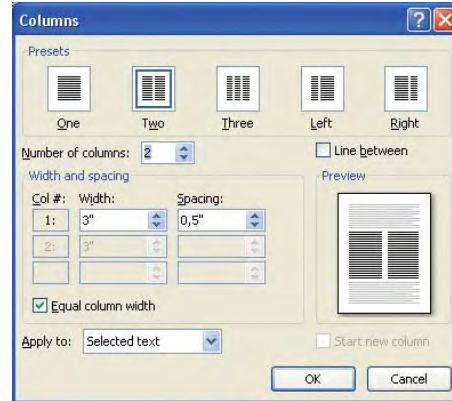 Columns
Presets
One Two Three Left Right
Number of columns: 2 Line between
Width and spacing Preview
Col #: Width: Spacing:
1: 3" 0,5"
2: 3"
Equal column width
Apply to: Selected text Start new column
OK Cancel